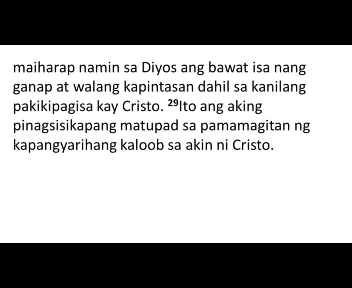 maiharap namin sa Diyos ang bawat isa nang
ganap at walang kapintasan dahil sa kanilang
pakikipagisa kay Cristo. ²⁹Ito ang aking
pinagsisikapang matupad sa pamamagitan ng
kapangyarihang kaloob sa akin ni Cristo.